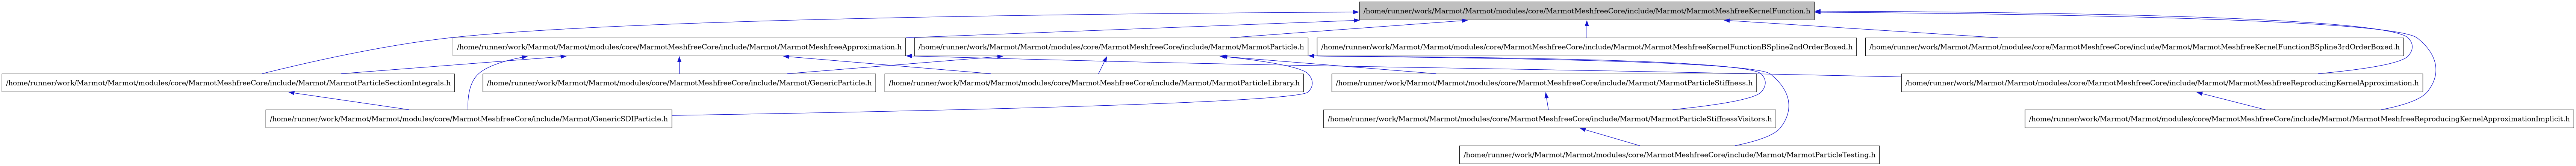 /home/runner/work/Marmot/Marmot/modules/core/MarmotMeshfreeCore/include/Marmot/MarmotMeshfreeKernelFunction.h
/home/runner/work/Marmot/Marmot/modules/core/MarmotMeshfreeCore/include/Marmot/MarmotMeshfreeApproximation.h
/home/runner/work/Marmot/Marmot/modules/core/MarmotMeshfreeCore/include/Marmot/MarmotParticle.h
/home/runner/work/Marmot/Marmot/modules/core/MarmotMeshfreeCore/include/Marmot/MarmotMeshfreeKernelFunctionBSpline2ndOrderBoxed.h
/home/runner/work/Marmot/Marmot/modules/core/MarmotMeshfreeCore/include/Marmot/MarmotMeshfreeKernelFunctionBSpline3rdOrderBoxed.h
/home/runner/work/Marmot/Marmot/modules/core/MarmotMeshfreeCore/include/Marmot/MarmotParticleSectionIntegrals.h
/home/runner/work/Marmot/Marmot/modules/core/MarmotMeshfreeCore/include/Marmot/GenericParticle.h
/home/runner/work/Marmot/Marmot/modules/core/MarmotMeshfreeCore/include/Marmot/MarmotParticleLibrary.h
/home/runner/work/Marmot/Marmot/modules/core/MarmotMeshfreeCore/include/Marmot/MarmotParticleStiffness.h
/home/runner/work/Marmot/Marmot/modules/core/MarmotMeshfreeCore/include/Marmot/MarmotMeshfreeReproducingKernelApproximation.h
/home/runner/work/Marmot/Marmot/modules/core/MarmotMeshfreeCore/include/Marmot/GenericSDIParticle.h
/home/runner/work/Marmot/Marmot/modules/core/MarmotMeshfreeCore/include/Marmot/MarmotParticleStiffnessVisitors.h
/home/runner/work/Marmot/Marmot/modules/core/MarmotMeshfreeCore/include/Marmot/MarmotMeshfreeReproducingKernelApproximationImplicit.h
/home/runner/work/Marmot/Marmot/modules/core/MarmotMeshfreeCore/include/Marmot/MarmotParticleTesting.h